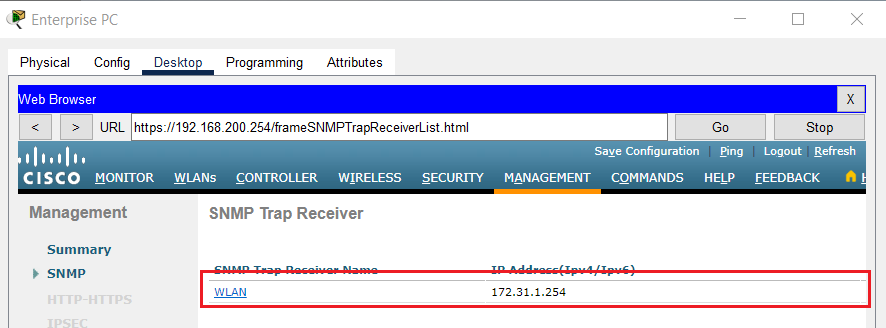 Enterprise PC
Physical Config Desktop Programming Attributes
Web Browser X
< > URL https://192.168.200.254/frameSNMPTrapReceiverList.html Go Stop
Save Configuration | Ping | Logout | Refresh
CISCO MONITOR WLANs CONTROLLER WIRELESS SECURITY MANAGEMENT COMMANDS HELP FEEDBACK
Management SNMP Trap Receiver
Summary
SNMP SNMP Trap Receiver Name IP Address(Ipv4/Ipv6)
HTTP-HTTPS WLAN 172.31.1.254
IPSEC